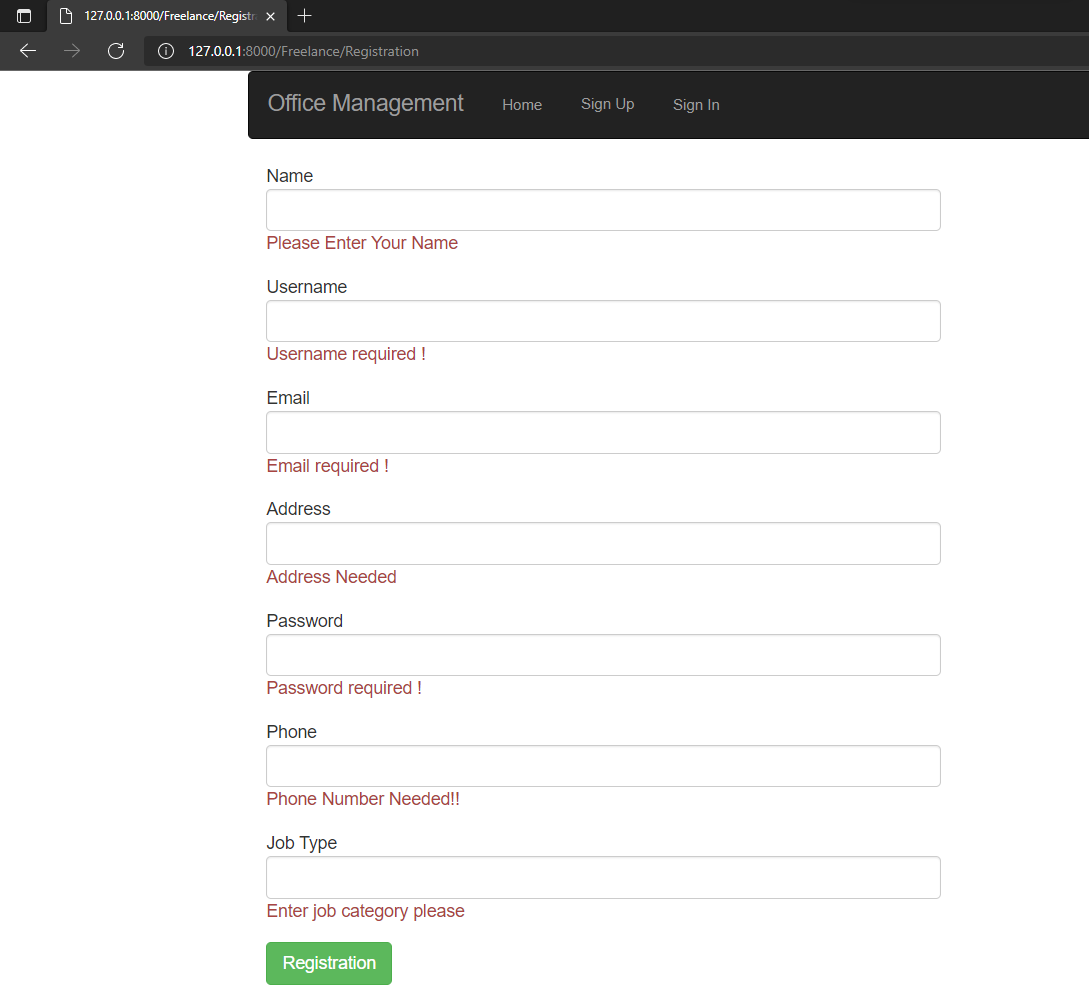 127.0.0.1:8000/Freelance/Registr
127.0.0.1:8000/Freelance/Registration
Office Management Home Sign Up Sign In
Name
Please Enter Your Name
Username
Username required !
Email
Email required !
Address
Address Needed
Password
Password required !
Phone
Phone Number Needed!!
Job Type
Enter job category please
Registration